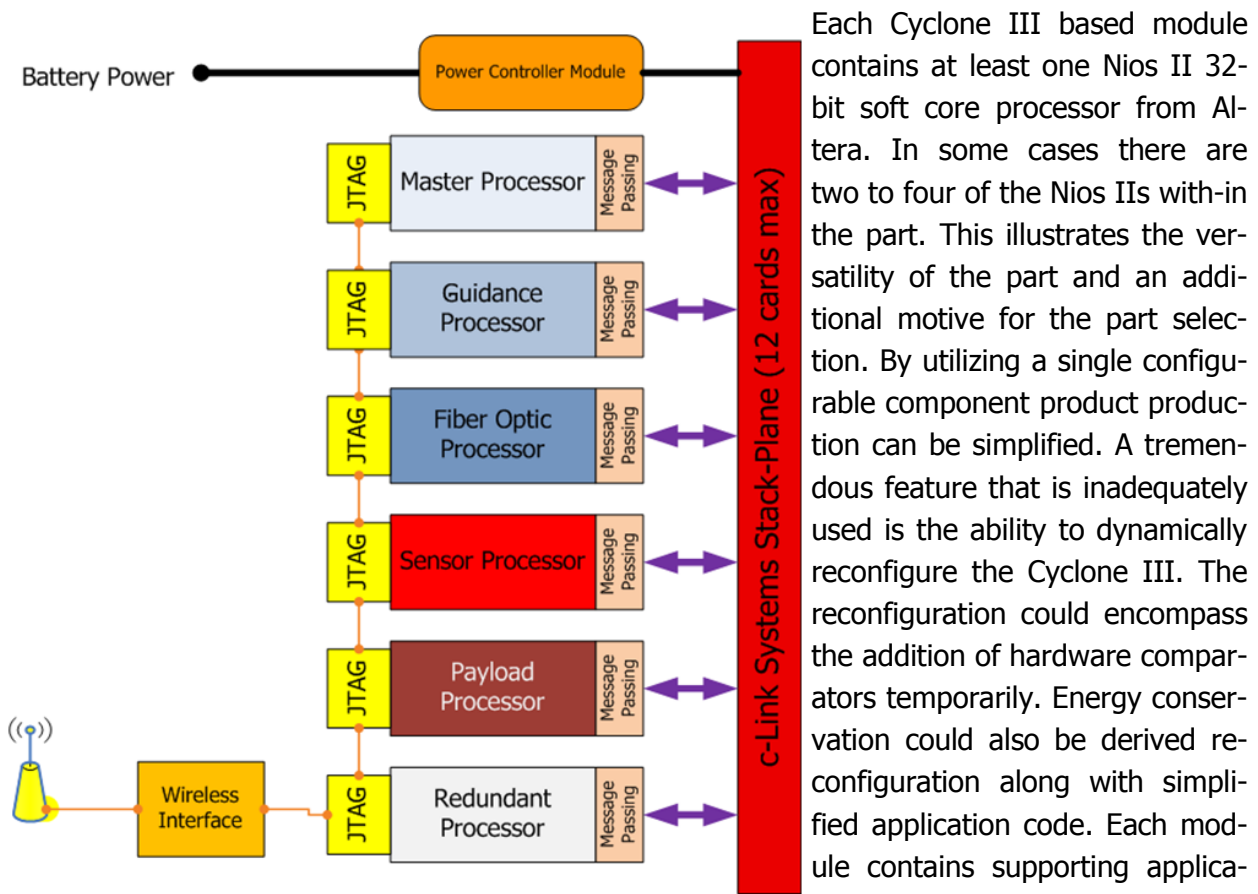 Battery Power
Power Controller Module
JTAG
Master Processor
Message
Passing
JTAG
Guidance
Processor
Message
Passing
JTAG
Fiber Optic
Processor
Message
Passing
JTAG
Sensor Processor
Message
Passing
JTAG
Payload
Processor
Message
Passing
Wireless
Interface
JTAG
Redundant
Processor
Message
Passing
c-Link Systems Stack-Plane (12 cards max)
Each Cyclone III based module
contains at least one Nios II 32-
bit soft core processor from Al-
tera. In some cases there are
two to four of the Nios IIs with-in
the part. This illustrates the ver-
satility of the part and an addi-
tional motive for the part selec-
tion. By utilizing a single configu-
rable component product produc-
tion can be simplified. A tremen-
dous feature that is inadequately
used is the ability to dynamically
reconfigure the Cyclone III. The
reconfiguration could encompass
the addition of hardware compar-
ators temporarily. Energy conser-
vation could also be derived re-
configuration along with simpli-
fied application code. Each mod-
ule contains supporting applica-